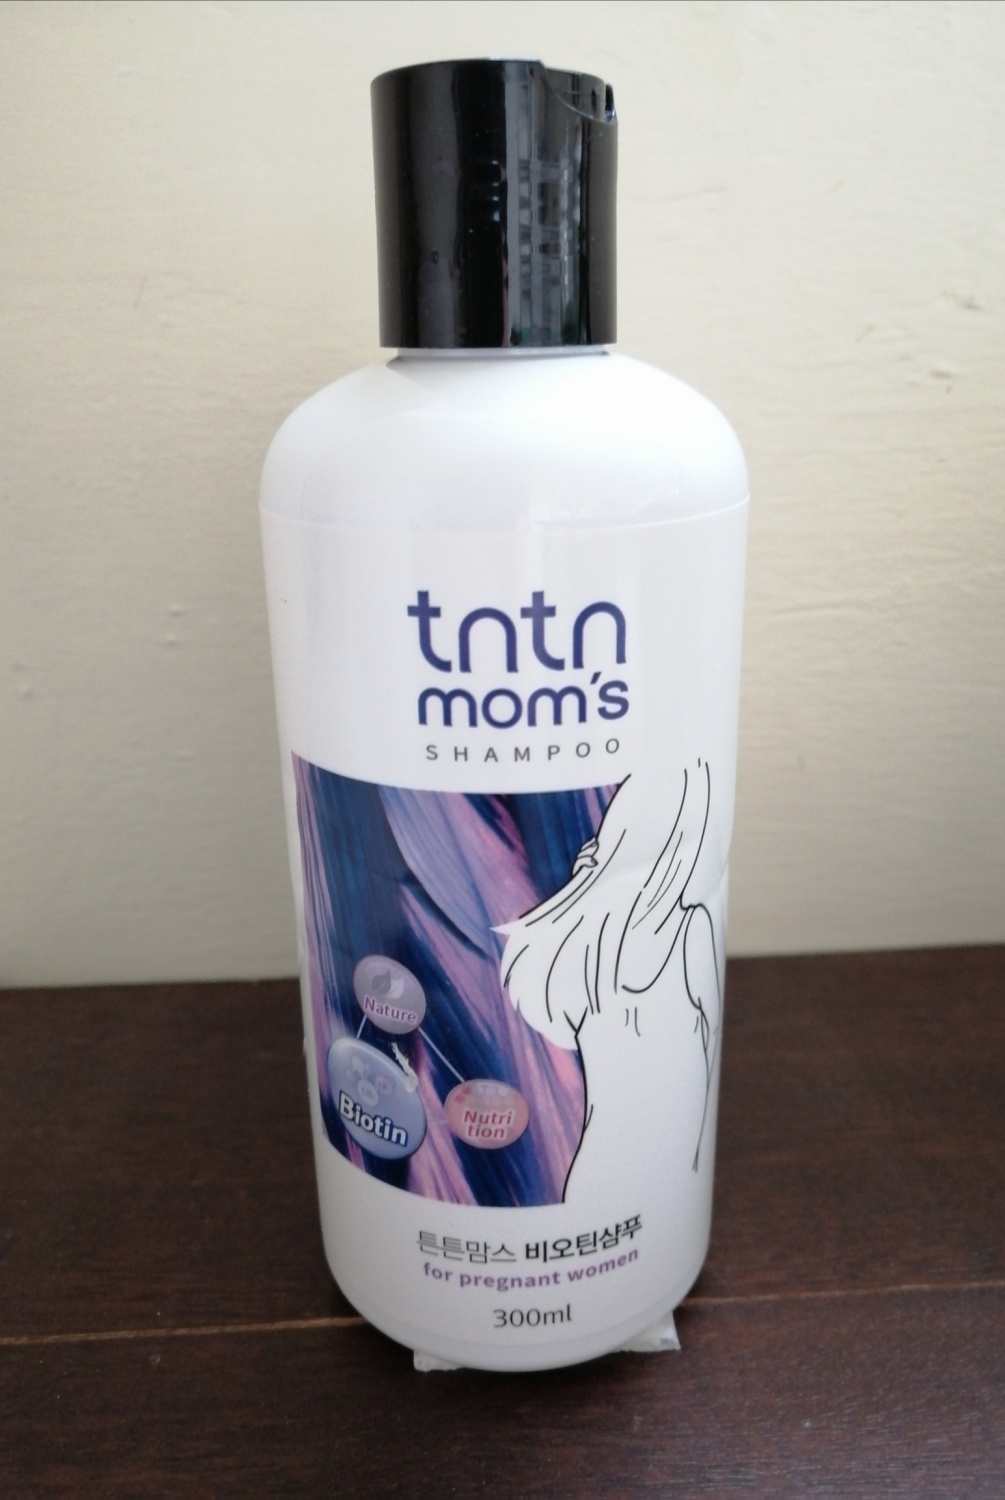 tntn
mom's
SHAMPOO
Nature
Biotin
Nutri
tion
튼튼맘스 비오틴샴푸
for pregnant women
300ml